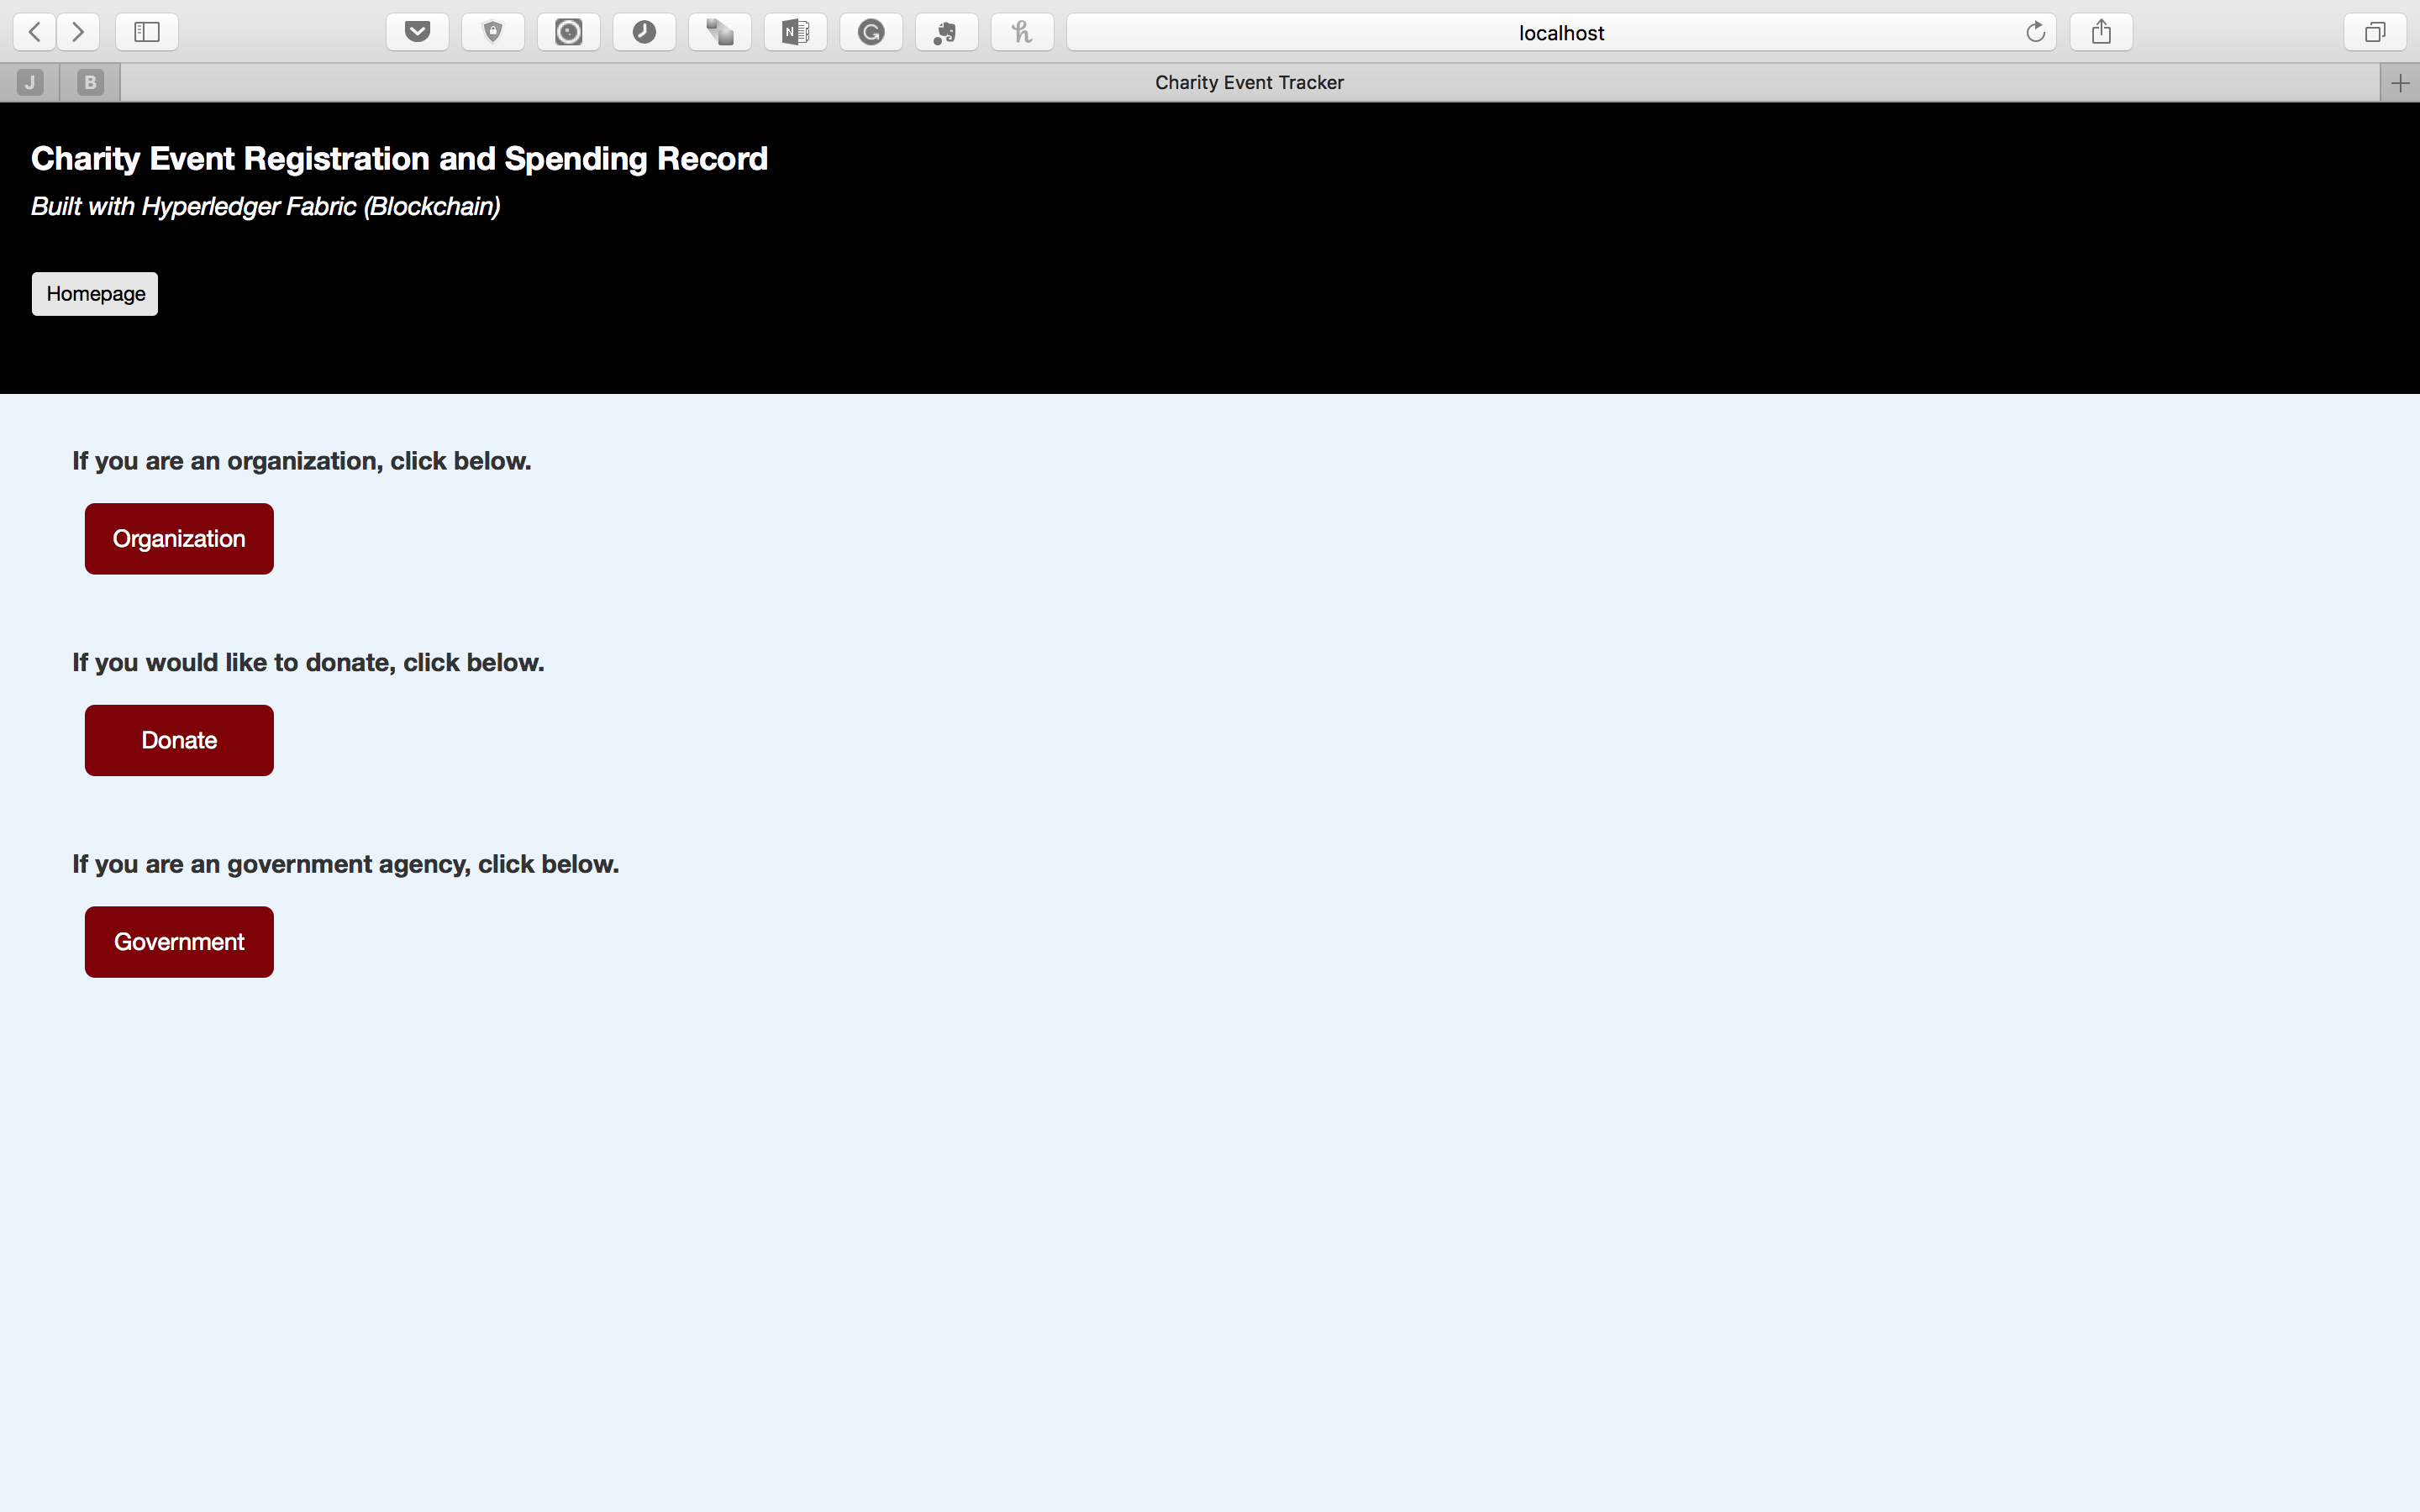 localhost
J
B
Charity Event Tracker
Charity Event Registration and Spending Record
Built with Hyperledger Fabric (Blockchain)
Homepage
If you are an organization, click below.
Organization
If you would like to donate, click below.
Donate
If you are a government agency, click below.
Government